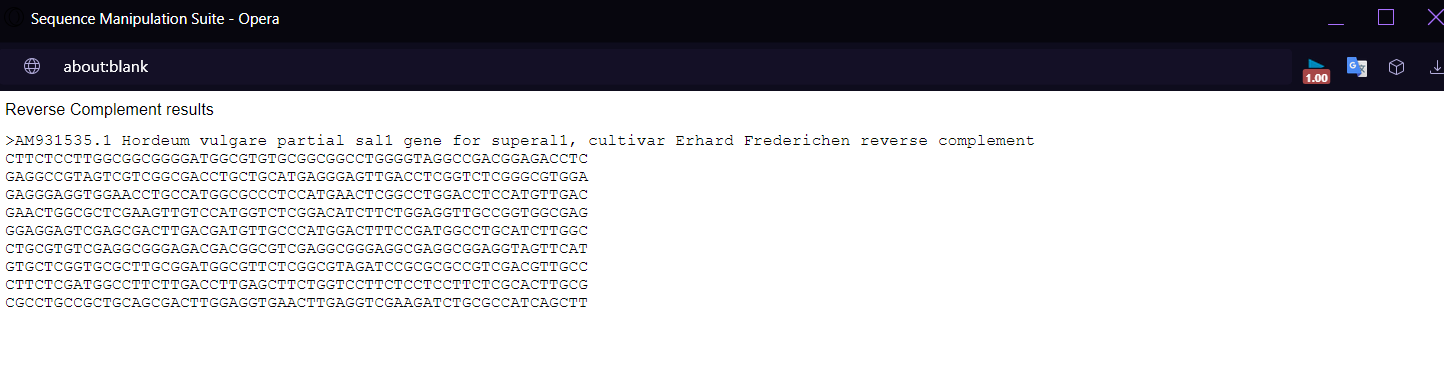 Sequence Manipulation Suite - Opera
about:blank
1.00
Reverse Complement results
>AM931535.1 Hordeum vulgare partial sal1 gene for superal1, cultivar Erhard Frederichen reverse complement
CTTCTCCTTGGCGGCGGGGATGGCGTGTGCGGCGGCCTGGGGTAGGCCGACGGAGACCTC
GAGGCCGTAGTCGTCGGCGACCTGCTGCATGAGGGAGTTGACCTCGGTCTCGGGCGTGGA
GAGGGAGGTGGAACCTGCCATGGCGCCCTCCATGAACTCGGCCTGGACCTCCATGTTGAC
GAACTGGCGCTCGAAGTTGTCCATGGTCTCGGACATCTTCTGGAGGTTGCCGGTGGCGAG
GGAGGAGTCGAGCGACTTGACGATGTTGCCCATGGACTTTCCGATGGCCTGCATCTTGGC
CTGCGTGTCGAGGCGGGAGACGACGGCGTCGAGGCGGGAGGCGAGGCGGAGGTAGTTCAT
GTGCTCGGTGCGCTTGCGGATGGCGTTCTCGGCGTAGATCCGCGCGCCGTCGACGTTGCC
CTTCTCGATGGCCTTCTTGACCTTGAGCTTCTGGTCCTTCTCCTCCTTCTCGCACTTGCG
CGCCTGCCGCTGCAGCGACTTGGAGGTGAACTTGAGGTCGAAGATCTGCGCCATCAGCTT